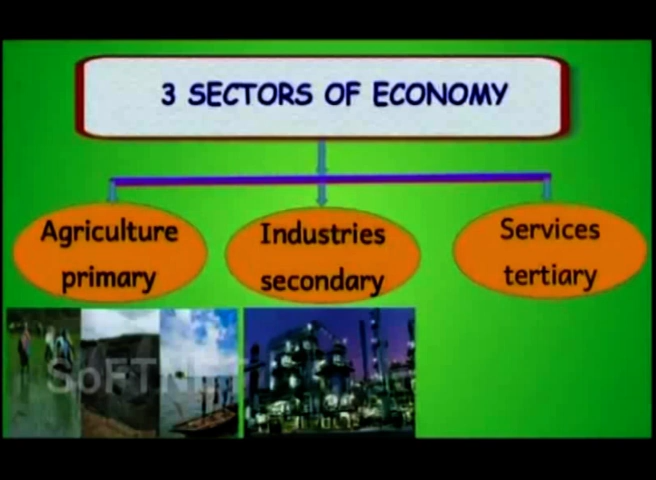 3 SECTORS OF ECONOMY
Agriculture
primary
Industries
secondary
Services
tertiary